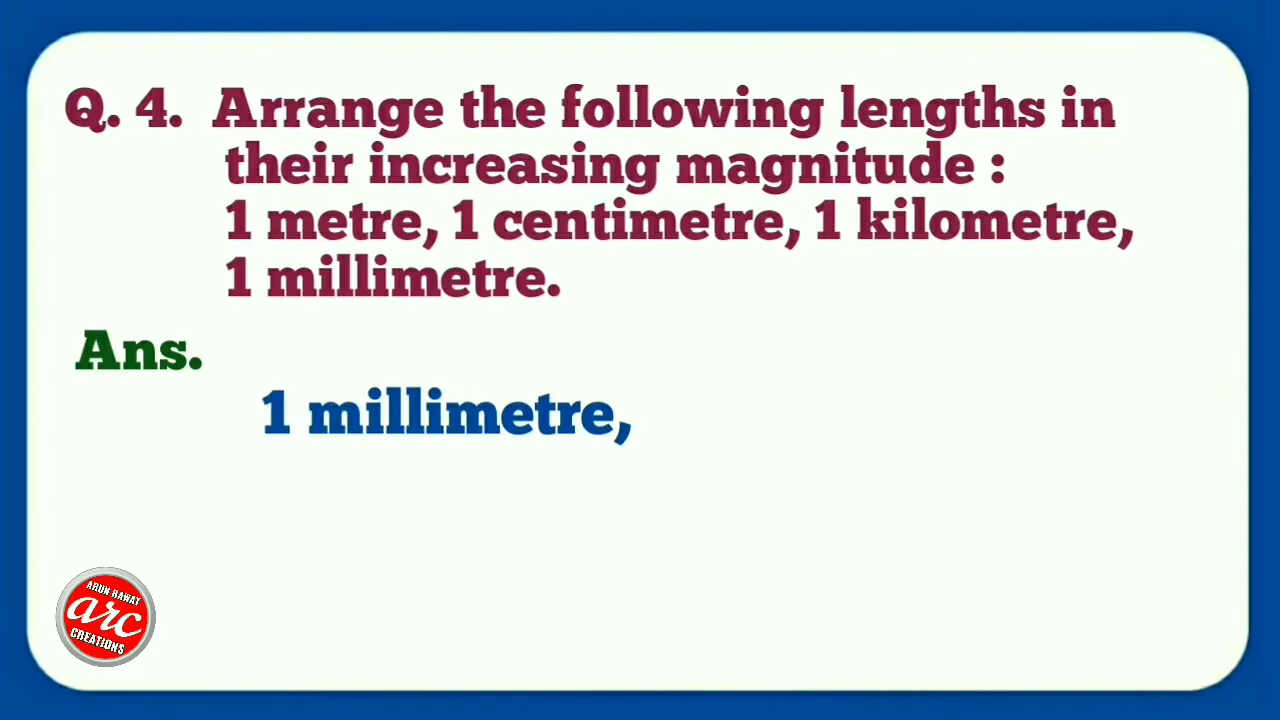 Q. 4. Arrange the following lengths in
their increasing magnitude :
1 metre, 1 centimetre, 1 kilometre,
1 millimetre.
Ans.
1 millimetre,
ARUN RAWAT
arc
CREATIONS